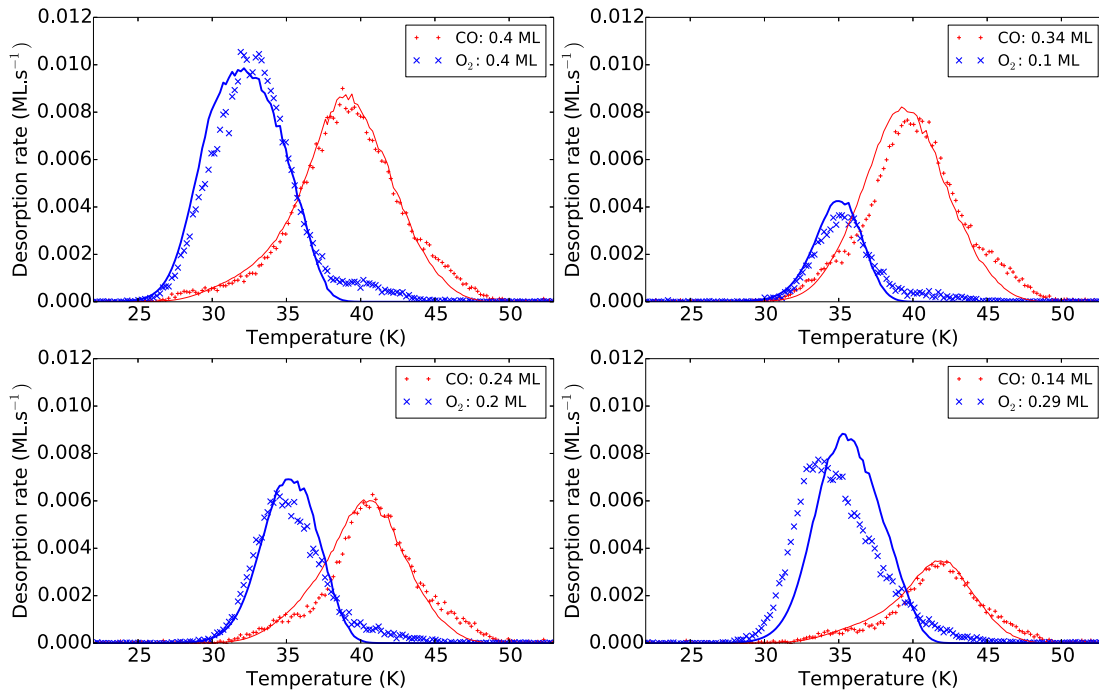 0.012
0.010
0.008
0.006
0.004
0.002
0.000
Desorption rate (ML.s⁻¹)
CO: 0.4 ML
O₂: 0.4 ML
25 30 35 40 45 50
Temperature (K)
0.012
0.010
0.008
0.006
0.004
0.002
0.000
Desorption rate (ML.s⁻¹)
CO: 0.34 ML
O₂: 0.1 ML
25 30 35 40 45 50
Temperature (K)
0.012
0.010
0.008
0.006
0.004
0.002
0.000
Desorption rate (ML.s⁻¹)
CO: 0.24 ML
O₂: 0.2 ML
25 30 35 40 45 50
Temperature (K)
0.012
0.010
0.008
0.006
0.004
0.002
0.000
Desorption rate (ML.s⁻¹)
CO: 0.14 ML
O₂: 0.29 ML
25 30 35 40 45 50
Temperature (K)